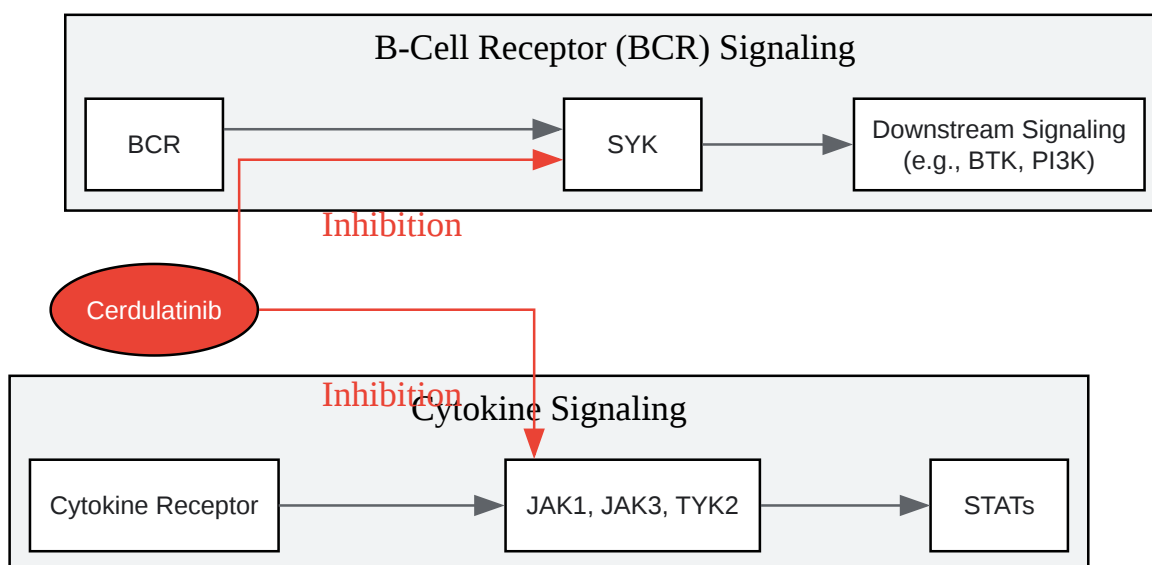 B-Cell Receptor (BCR) Signaling
BCR
SYK
Downstream Signaling
(e.g., BTK, PI3K)
Inhibition
Cerdulatinib
Inhibition
Cytokine Signaling
Cytokine Receptor
JAK1, JAK3, TYK2
STATs